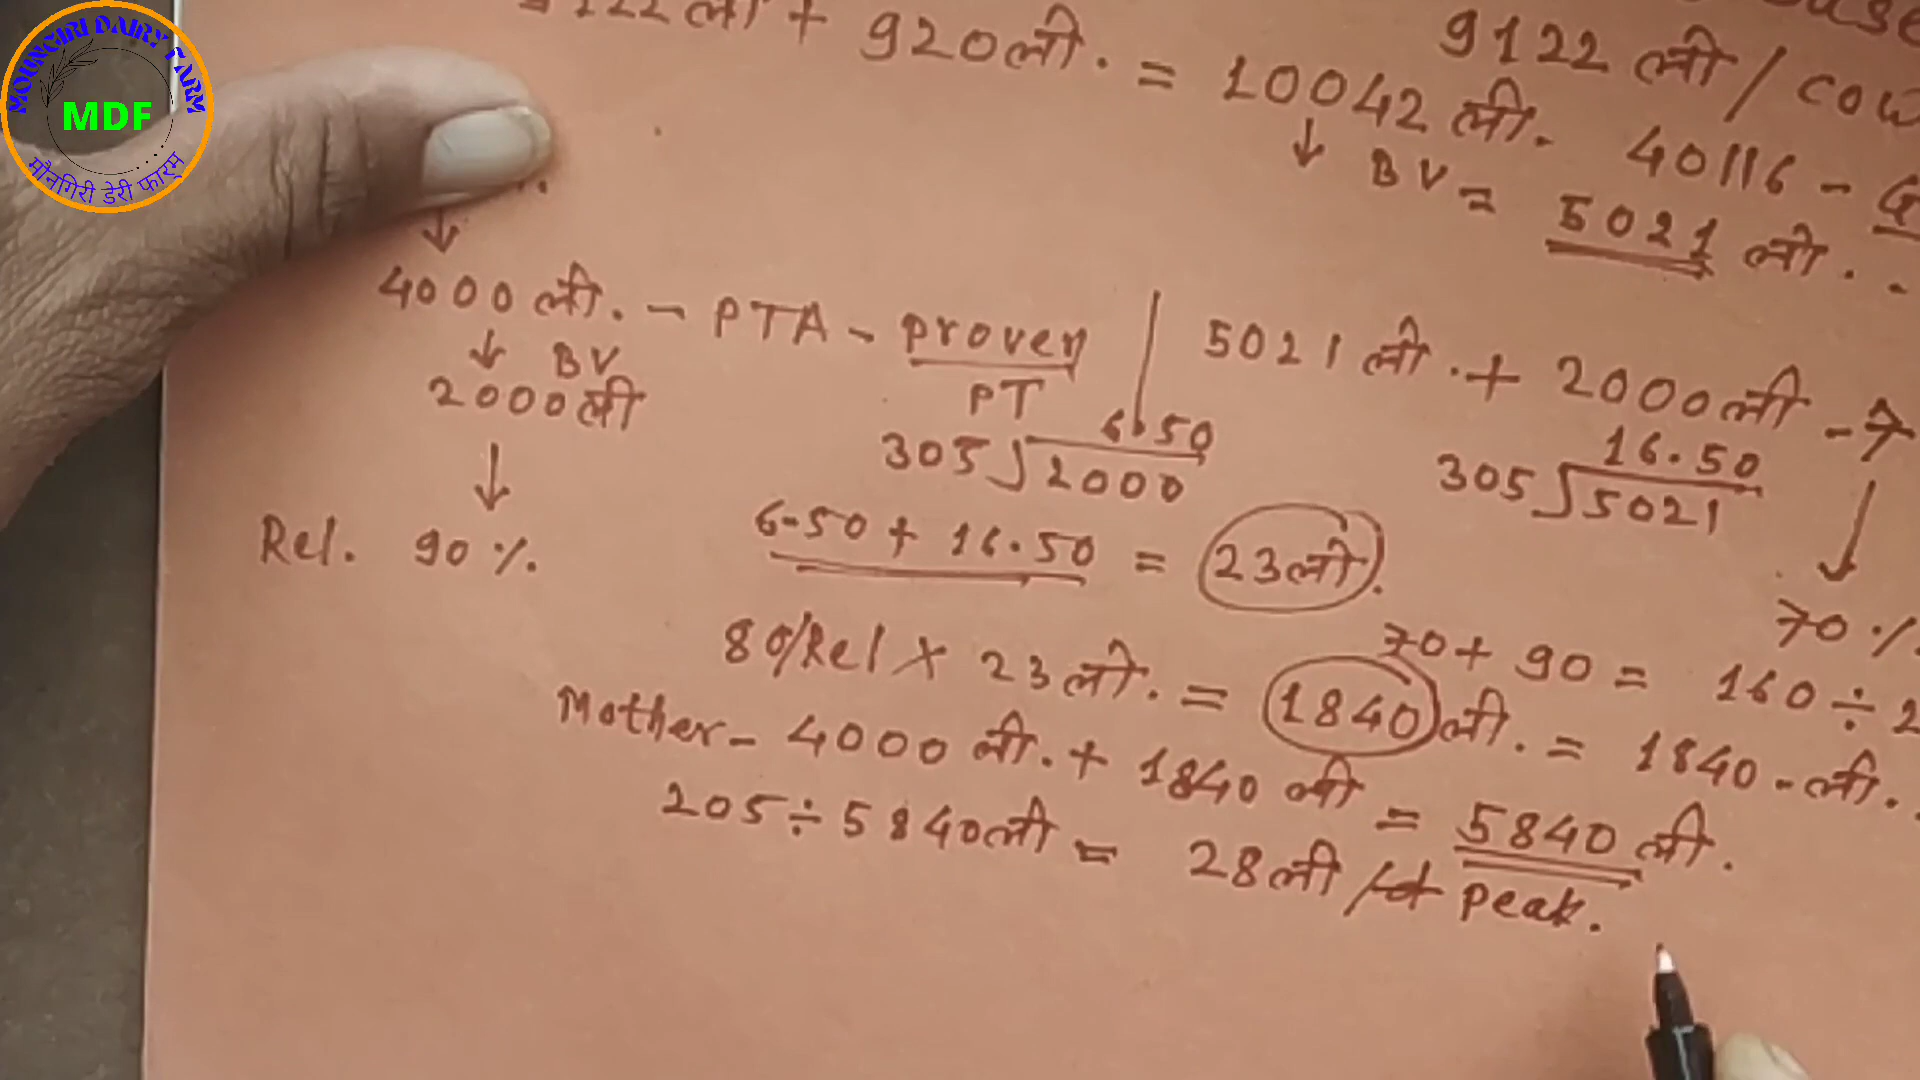 MOUNGIRI DAIRY FARM
MDF
मौनगिरी डेरी फार्म
9122 ली + 920 ली. = 10042 ली.
9122 ली / cow
↓ BV = 5021 ली.
40116 - G
↓
4000 ली. - PTA - Proven
PT
↓ BV
2000 ली
↓
Rel. 90 %.
5021 ली. + 2000 ली - 7
6.50
305 ⟌ 2000
16.50
305 ⟌ 5021
↓
70 %.
6.50 + 16.50 = 23 ली.
70 + 90 = 160 ÷ 2
80/Rel × 23 ली. = 1840 ली. = 1840 - ली.
Mother - 4000 ली. + 1840 ली = 5840 ली.
205 ÷ 5840 ली = 28 ली / Peak.